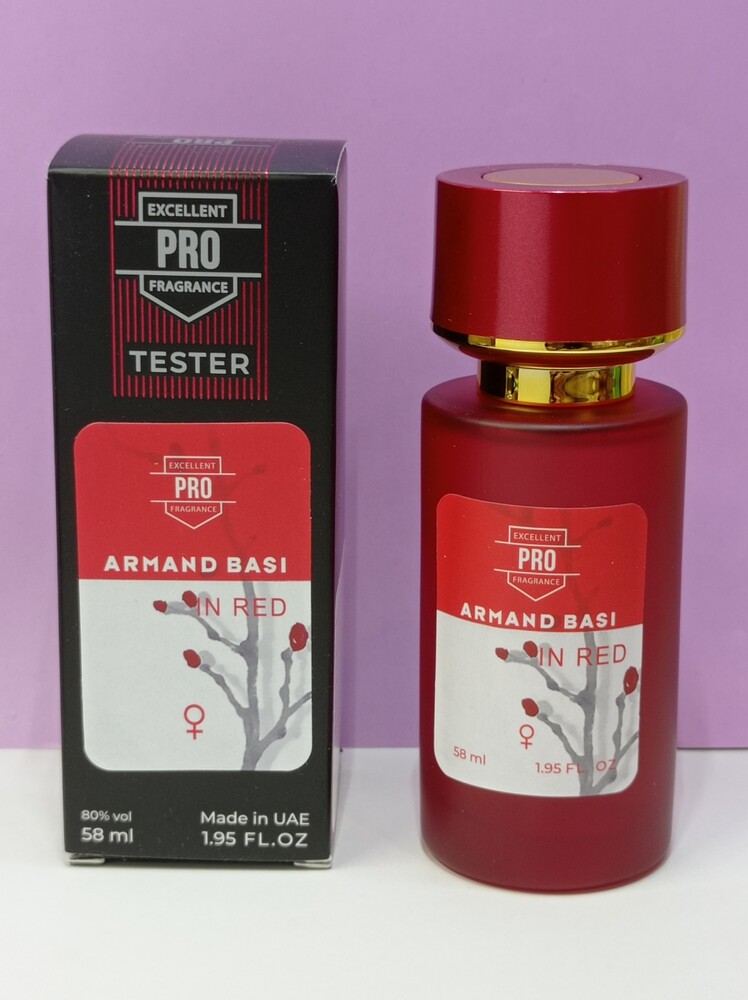 PRO
EXCELLENT
PRO
FRAGRANCE
TESTER
EXCELLENT
PRO
FRAGRANCE
ARMAND BASI
IN RED
80% vol
58 ml
Made in UAE
1.95 FL.OZ
EXCELLENT
PRO
FRAGRANCE
ARMAND BASI
IN RED
58 ml
1.95 FL. OZ